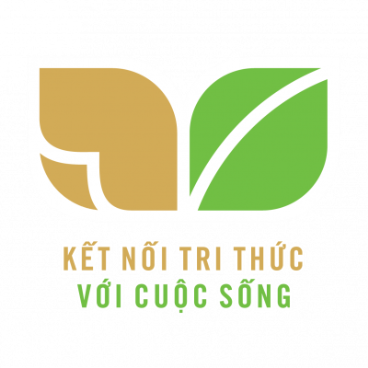 KẾT NỐI TRI THỨC
VỚI CUỘC SỐNG